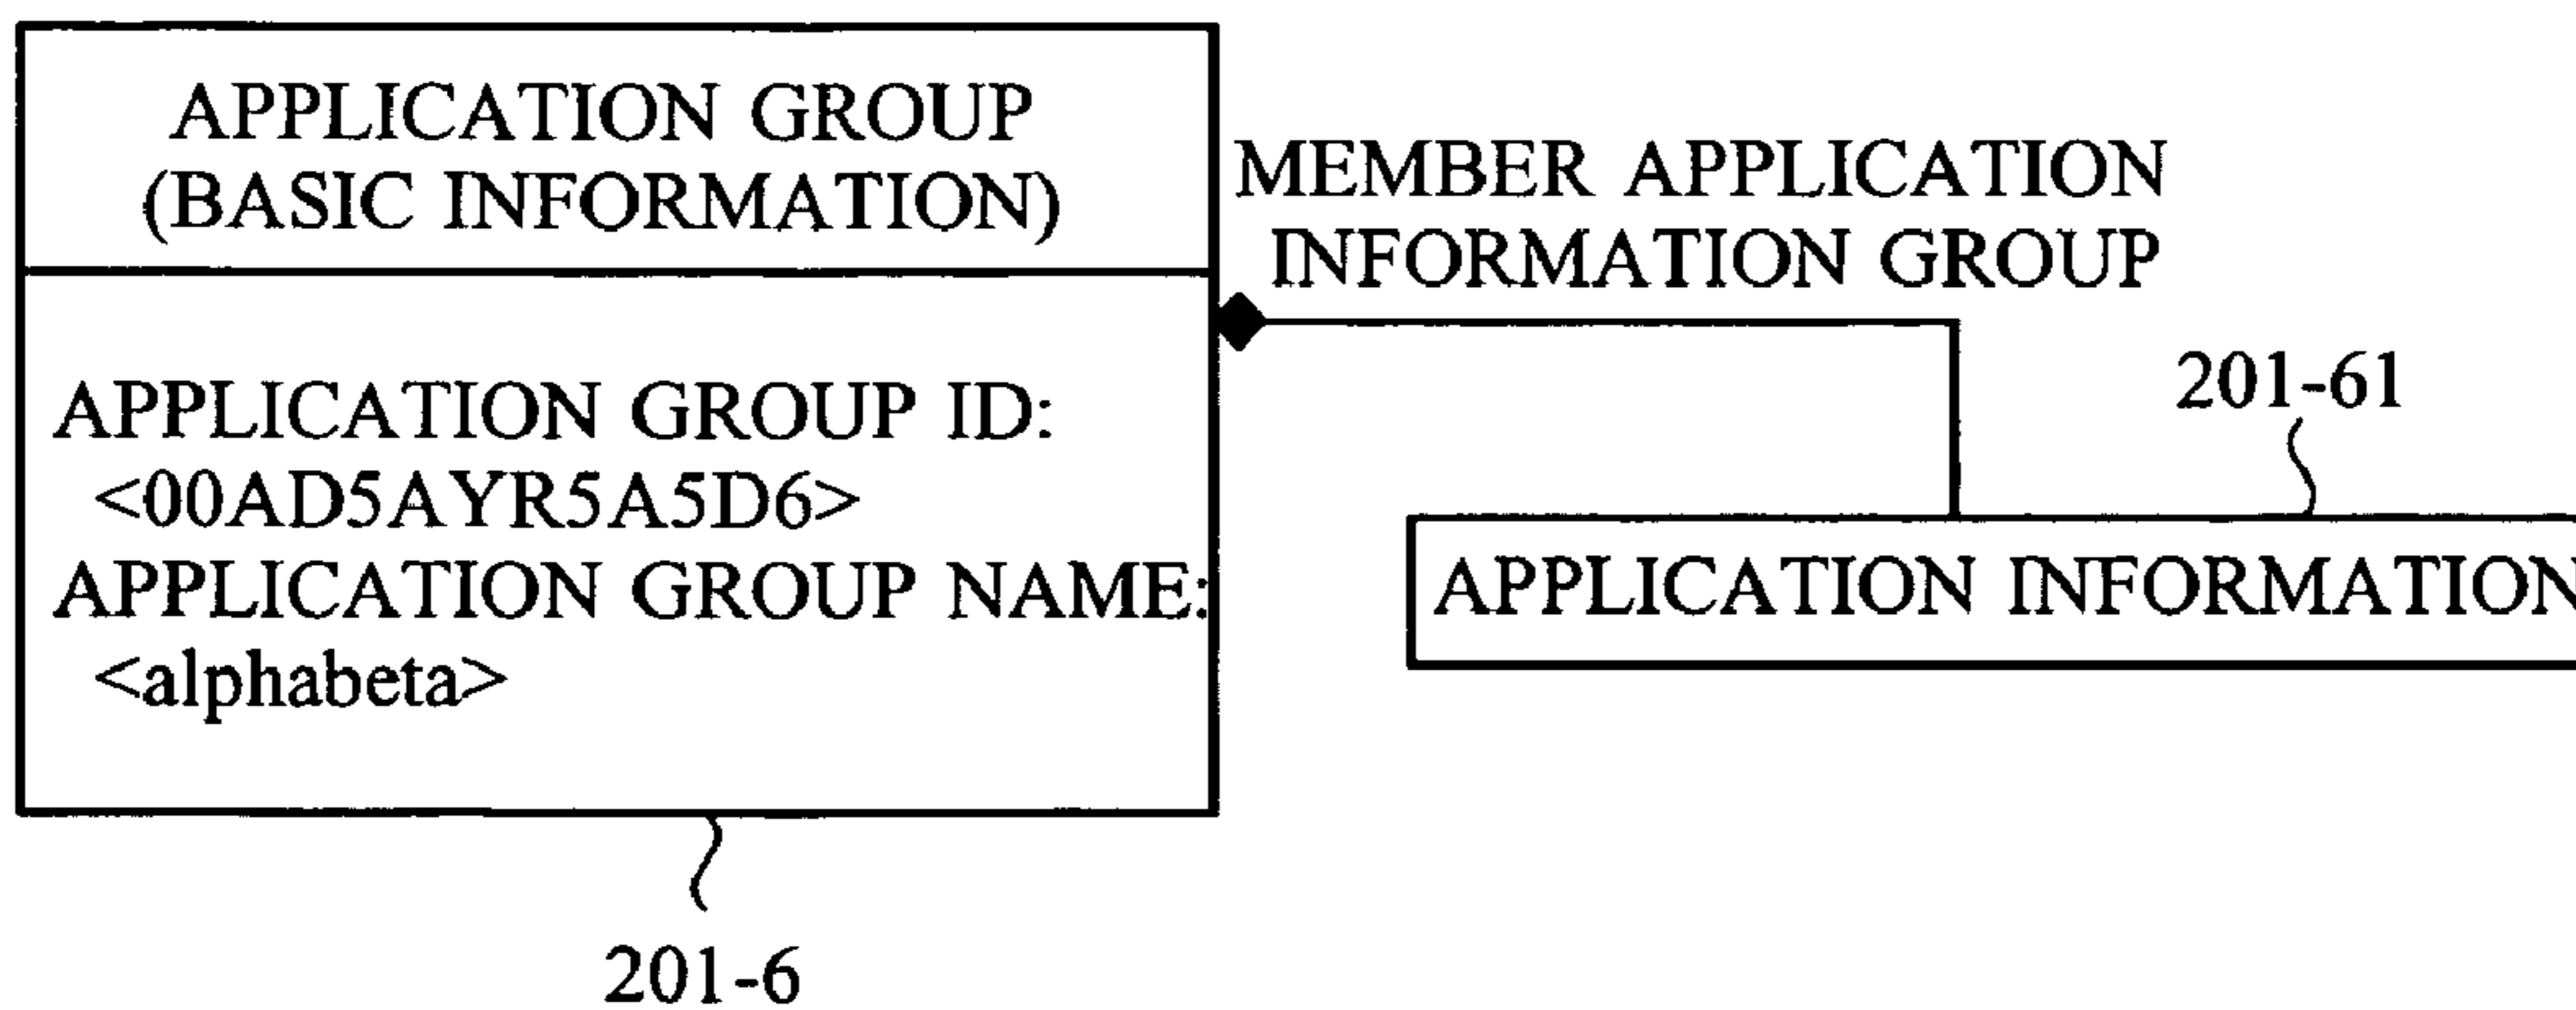 APPLICATION GROUP
(BASIC INFORMATION)
APPLICATION GROUP ID:
<00AD5AYR5A5D6>
APPLICATION GROUP NAME:
<alphabeta>
201-6
MEMBER APPLICATION
INFORMATION GROUP
201-61
APPLICATION INFORMATION